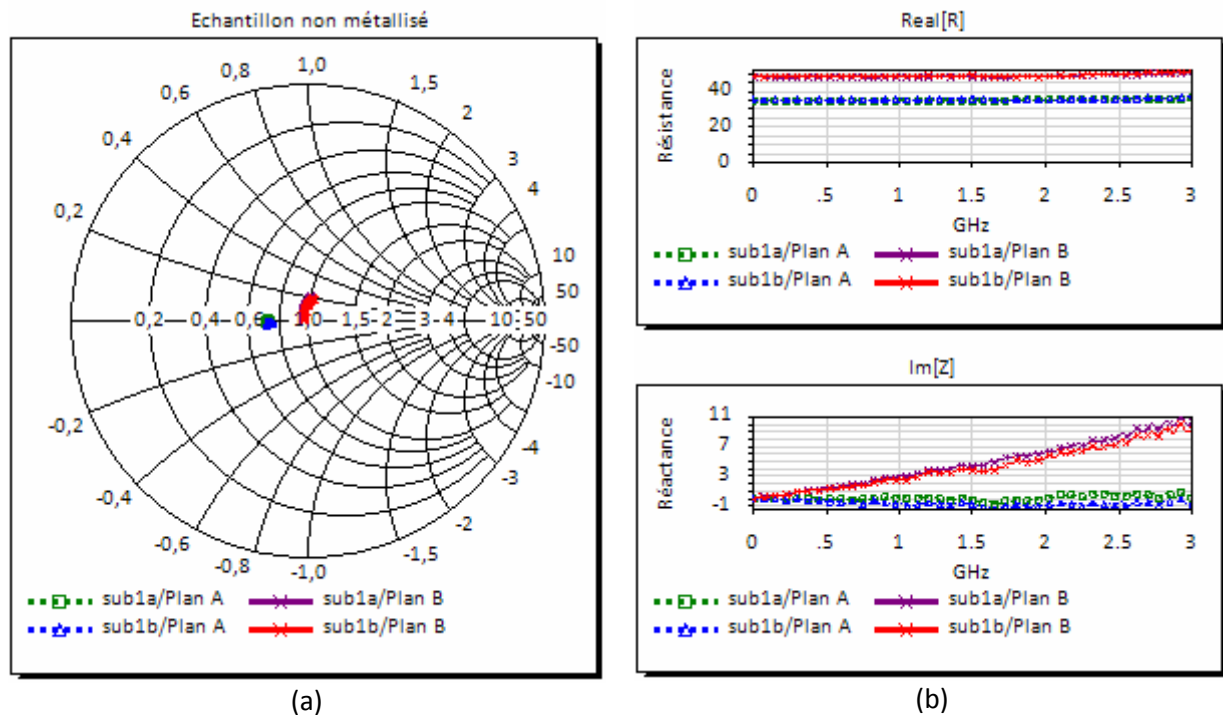 Echantillon non métallisé
1,0
0,8
1,5
0,6
2
0,4
3
4
0,2
10
50
0,2 0,4 0,6 1,0 1,5 2 3 4 10 50
-50
-10
-0,2
-4
-3
-0,4
-2
-0,6
-1,5
-0,8
-1,0
sub1a/Plan A sub1a/Plan B
sub1b/Plan A sub1b/Plan B
(a)
Real[R]
Résistance
40
20
0
0 .5 1 1.5 2 2.5 3
GHz
sub1a/Plan A sub1a/Plan B
sub1b/Plan A sub1b/Plan B
Im[Z]
Réactance
11
7
3
-1
0 .5 1 1.5 2 2.5 3
GHz
sub1a/Plan A sub1a/Plan B
sub1b/Plan A sub1b/Plan B
(b)